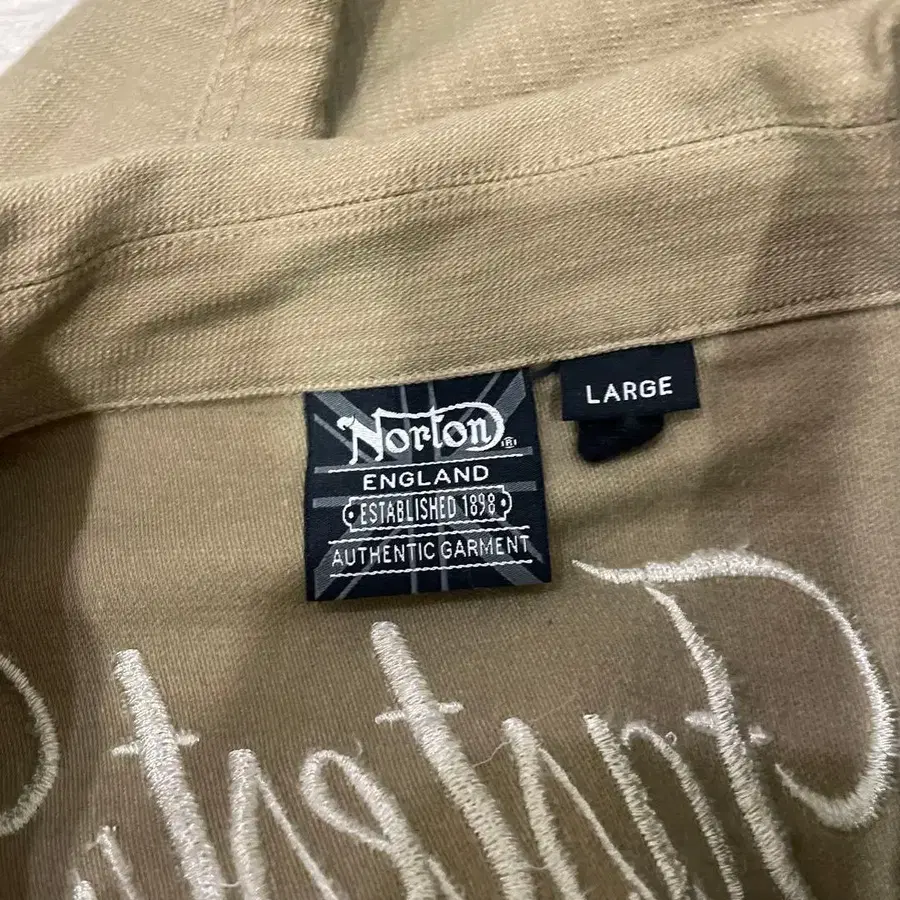 Norton®
ENGLAND
ESTABLISHED 1898
AUTHENTIC GARMENT
LARGE